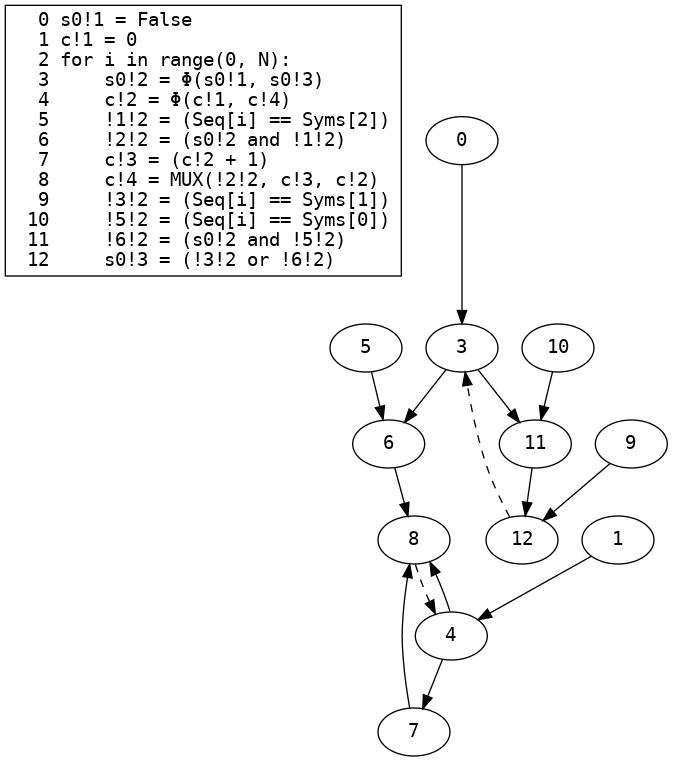 0 s0!1 = False
1 c!1 = 0
2 for i in range(0, N):
3     s0!2 = Φ(s0!1, s0!3)
4     c!2 = Φ(c!1, c!4)
5     !1!2 = (Seq[i] == Syms[2])
6     !2!2 = (s0!2 and !1!2)
7     c!3 = (c!2 + 1)
8     c!4 = MUX(!2!2, c!3, c!2)
9     !3!2 = (Seq[i] == Syms[1])
10     !5!2 = (Seq[i] == Syms[0])
11     !6!2 = (s0!2 and !5!2)
12     s0!3 = (!3!2 or !6!2)
0
5
3
10
6
11
9
8
12
1
4
7